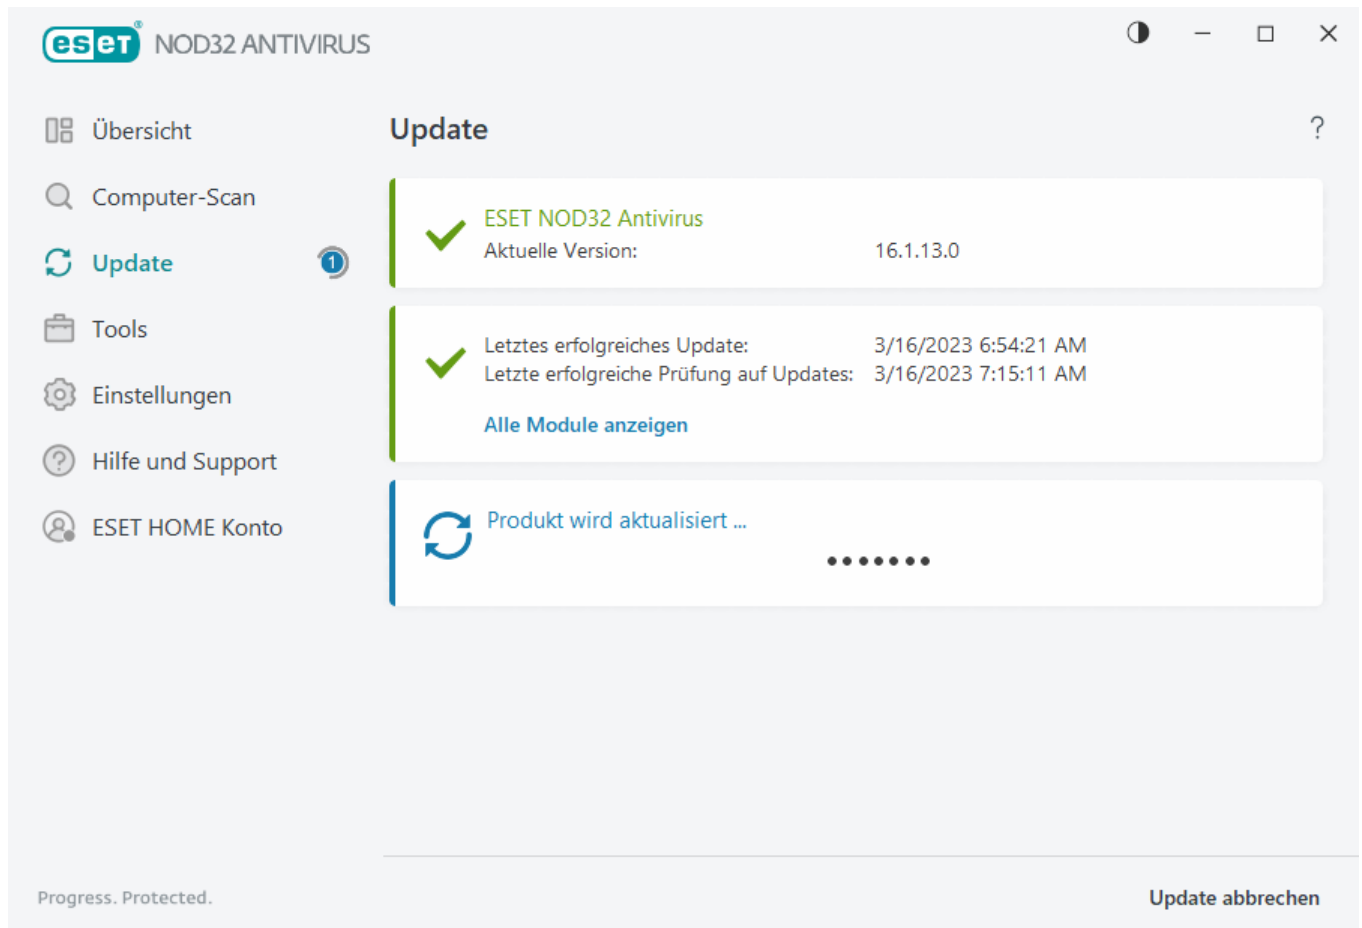 eset® NOD32 ANTIVIRUS
Übersicht
Computer-Scan
Update 1
Tools
Einstellungen
Hilfe und Support
ESET HOME Konto
Update ?
ESET NOD32 Antivirus
Aktuelle Version: 16.1.13.0
Letztes erfolgreiches Update: 3/16/2023 6:54:21 AM
Letzte erfolgreiche Prüfung auf Updates: 3/16/2023 7:15:11 AM
Alle Module anzeigen
Produkt wird aktualisiert ...
Progress. Protected.
Update abbrechen